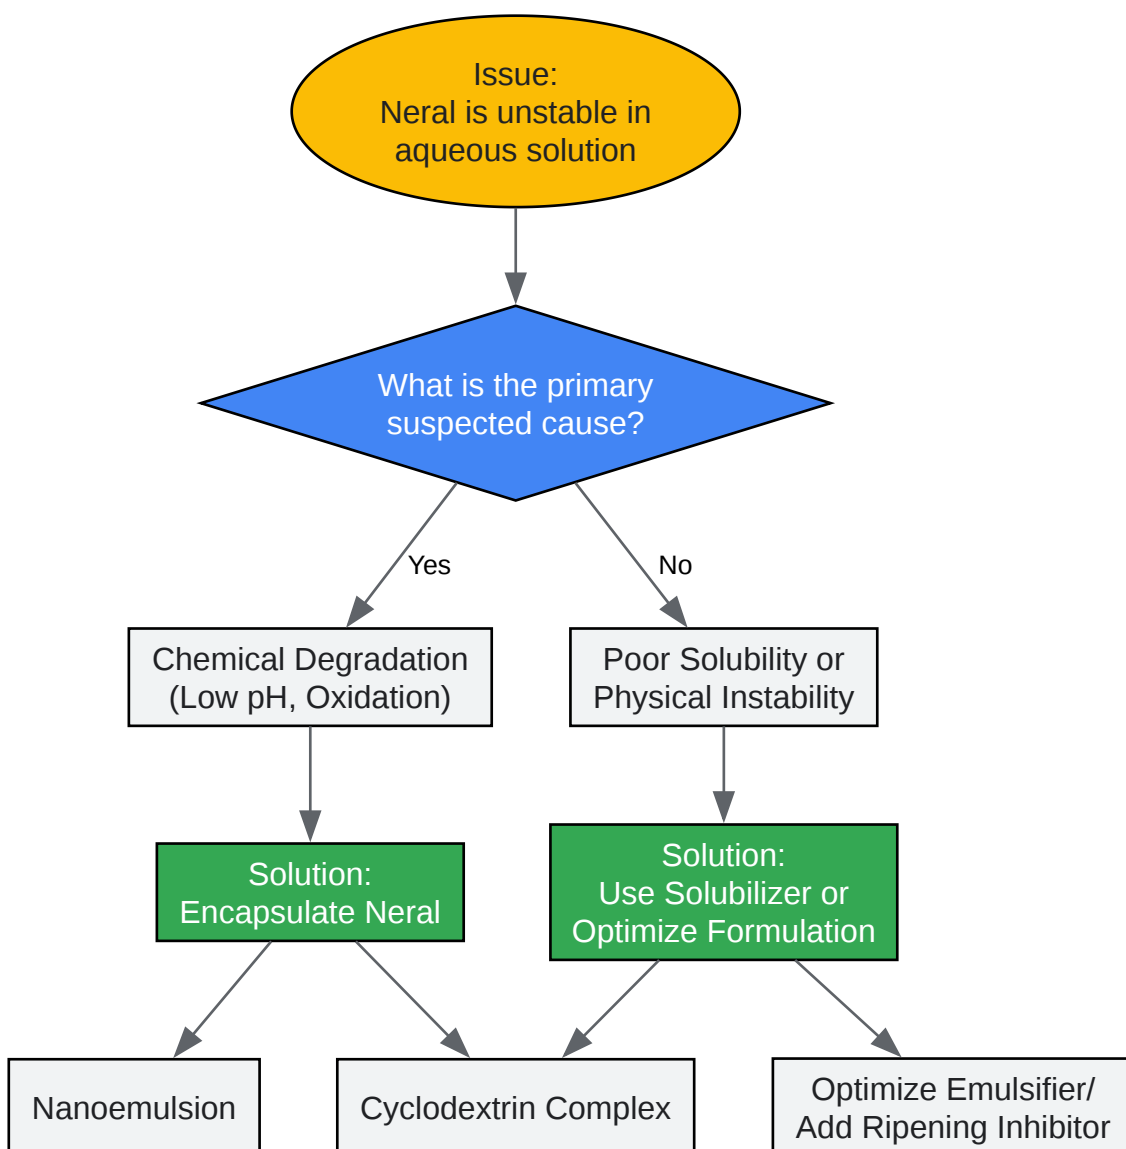 Issue:
Neral is unstable in
aqueous solution
What is the primary
suspected cause?
Yes
No
Chemical Degradation
(Low pH, Oxidation)
Poor Solubility or
Physical Instability
Solution:
Encapsulate Neral
Solution:
Use Solubilizer or
Optimize Formulation
Nanoemulsion
Cyclodextrin Complex
Optimize Emulsifier/
Add Ripening Inhibitor